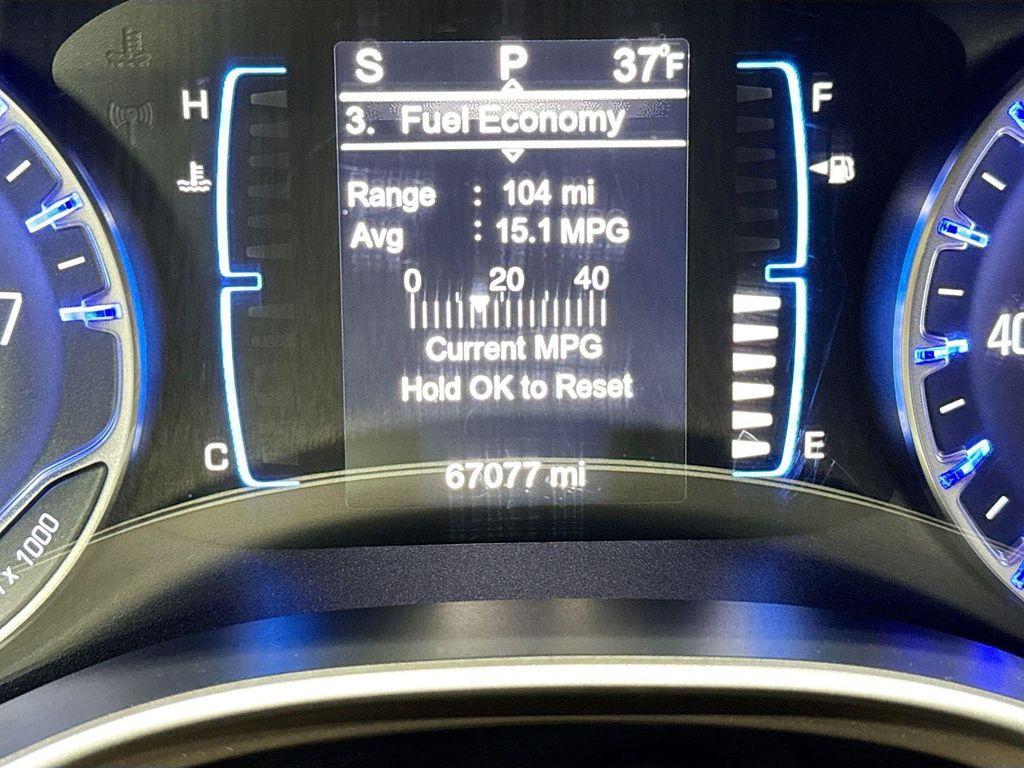 S P 37°F
H
F
3. Fuel Economy
Range : 104 mi
Avg : 15.1 MPG
0 20 40
7
40
Current MPG
Hold OK to Reset
C
E
67077 mi
x 1000